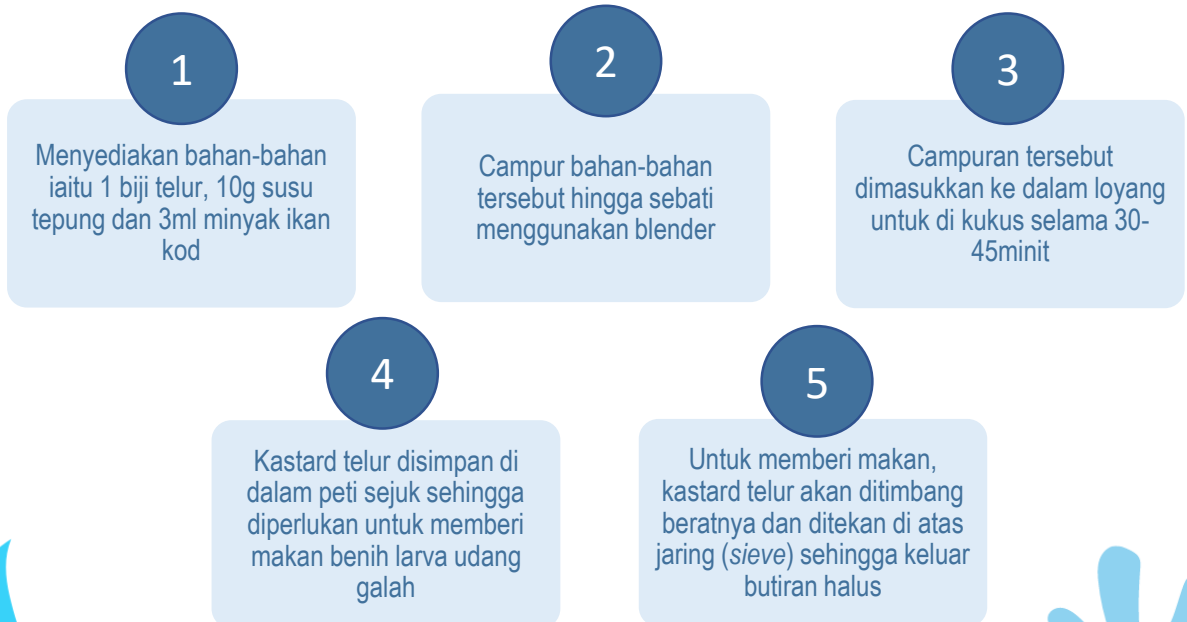 1
Menyediakan bahan-bahan
iaitu 1 biji telur, 10g susu
tepung dan 3ml minyak ikan
kod
2
Campur bahan-bahan
tersebut hingga sebati
menggunakan blender
3
Campuran tersebut
dimasukkan ke dalam loyang
untuk di kukus selama 30-
45minit
4
Kastard telur disimpan di
dalam peti sejuk sehingga
diperlukan untuk memberi
makan benih larva udang
galah
5
Untuk memberi makan,
kastard telur akan ditimbang
beratnya dan ditekan di atas
jaring (sieve) sehingga keluar
butiran halus